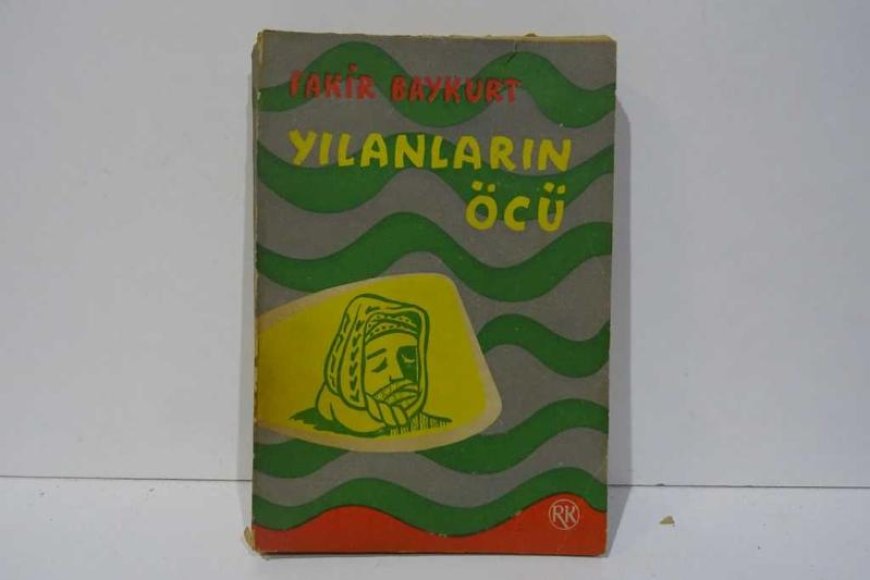 FAKİR BAYKURT
YILANLARIN
ÖCÜ
RK